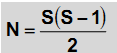 N = S(S − 1)
2